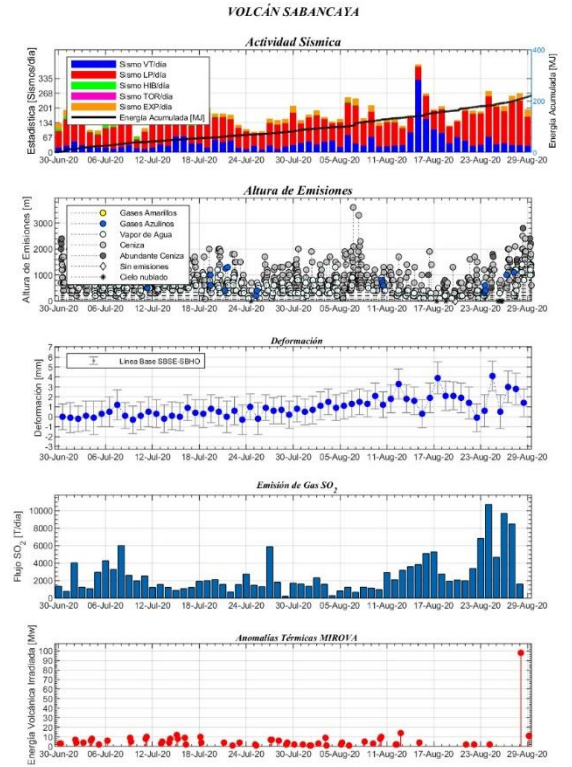 VOLCÁN SABANCAYA
Actividad Sísmica
Estadística [Sismos/día]
Energía Acumulada [MJ]
335
268
201
134
67
0
400
200
0
Sismo VT/día
Sismo LP/día
Sismo HIB/día
Sismo TOR/día
Sismo EXP/día
Energía Acumulada [MJ]
30-Jun-20 06-Jul-20 12-Jul-20 18-Jul-20 24-Jul-20 30-Jul-20 05-Aug-20 11-Aug-20 17-Aug-20 23-Aug-20 29-Aug-20
Altura de Emisiones
Altura de Emisiones [m]
3000
2000
1000
0
Gases Amarillos
Gases Azulinos
Vapor de Agua
Ceniza
Abundante Ceniza
Sin emisiones
Cielo nublado
30-Jun-20 06-Jul-20 12-Jul-20 18-Jul-20 24-Jul-20 30-Jul-20 05-Aug-20 11-Aug-20 17-Aug-20 23-Aug-20 29-Aug-20
Deformación
Deformación [mm]
7
6
5
4
3
2
1
0
-1
-2
-3
Línea Base SBSE-SBHO
30-Jun-20 06-Jul-20 12-Jul-20 18-Jul-20 24-Jul-20 30-Jul-20 05-Aug-20 11-Aug-20 17-Aug-20 23-Aug-20 29-Aug-20
Emisión de Gas SO2
Flujo SO2 [T/día]
10000
8000
6000
4000
2000
0
30-Jun-20 06-Jul-20 12-Jul-20 18-Jul-20 24-Jul-20 30-Jul-20 05-Aug-20 11-Aug-20 17-Aug-20 23-Aug-20 29-Aug-20
Anomalías Térmicas MIROVA
Energía Volcánica Irradiada [Mw]
100
90
80
70
60
50
40
30
20
10
0
30-Jun-20 06-Jul-20 12-Jul-20 18-Jul-20 24-Jul-20 30-Jul-20 05-Aug-20 11-Aug-20 17-Aug-20 23-Aug-20 29-Aug-20